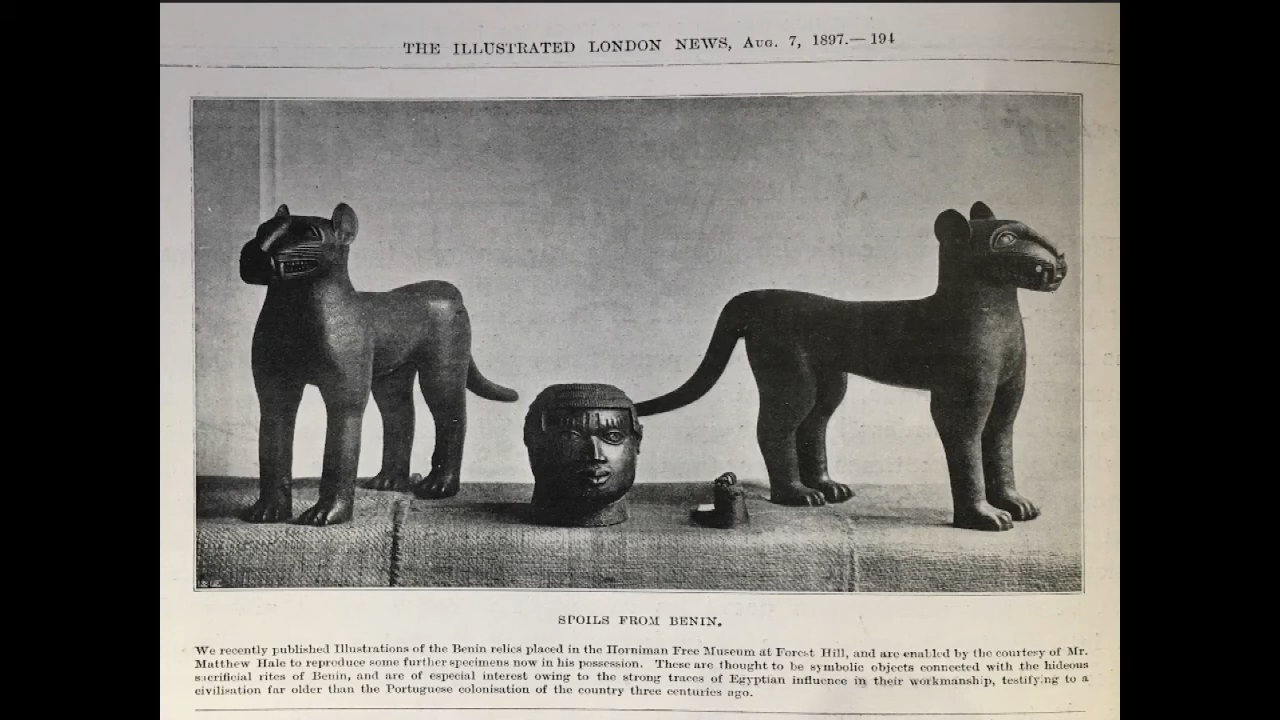 THE ILLUSTRATED LONDON NEWS, AUG. 7, 1897.— 194
SPOILS FROM BENIN.
We recently published Illustrations of the Benin relics placed in the Horniman Free Museum at Forest Hill, and are enabled by the courtesy of Mr.
Matthew Hale to reproduce some further specimens now in his possession. These are thought to be symbolic objects connected with the hideous
sacrificial rites of Benin, and are of especial interest owing to the strong traces of Egyptian influence in their workmanship, testifying to a
civilisation far older than the Portuguese colonisation of the country three centuries ago.